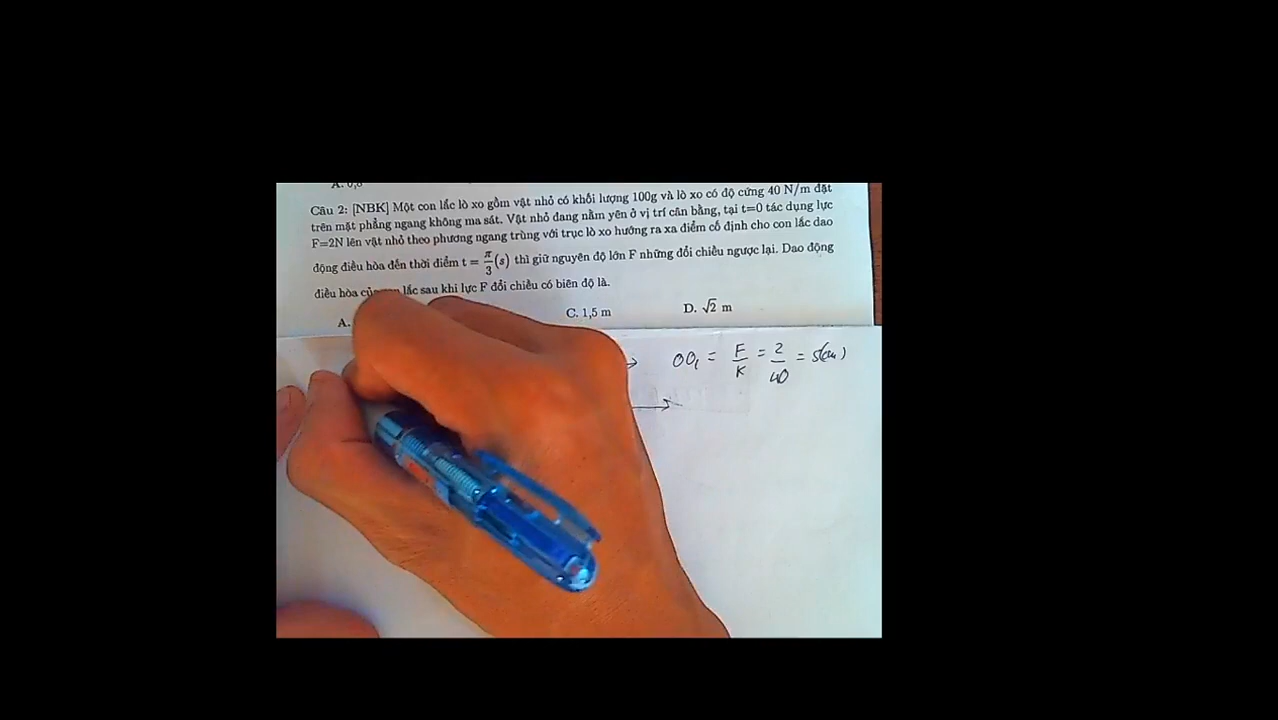 A. 0,8
Câu 2: [NBK] Một con lắc lò xo gồm vật nhỏ có khối lượng 100g và lò xo có độ cứng 40 N/m đặt
trên mặt phẳng ngang không ma sát. Vật nhỏ đang nằm yên ở vị trí cân bằng, tại t=0 tác dụng lực
F=2N lên vật nhỏ theo phương ngang trùng với trục lò xo hướng ra xa điểm cố định cho con lắc dao
động điều hòa đến thời điểm t = π/3 (s) thì giữ nguyên độ lớn F những đổi chiều ngược lại. Dao động
điều hòa của lắc sau khi lực F đổi chiều có biên độ là.
A. C. 1,5 m D. √2 m
OO₁ = F/K = 2/40 = 5(cm)